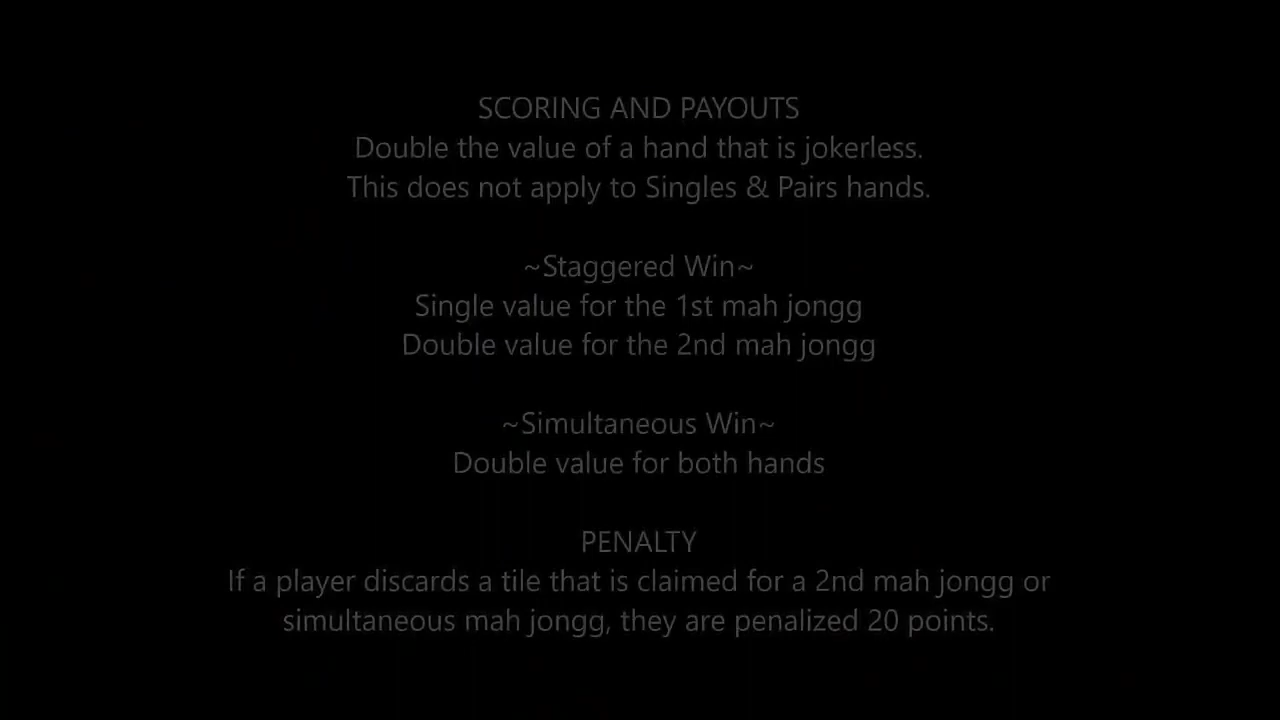 SCORING AND PAYOUTS
Double the value of a hand that is jokerless.
This does not apply to Singles & Pairs hands.
~Staggered Win~
Single value for the 1st mah jongg
Double value for the 2nd mah jongg
~Simultaneous Win~
Double value for both hands
PENALTY
If a player discards a tile that is claimed for a 2nd mah jongg or
simultaneous mah jongg, they are penalized 20 points.